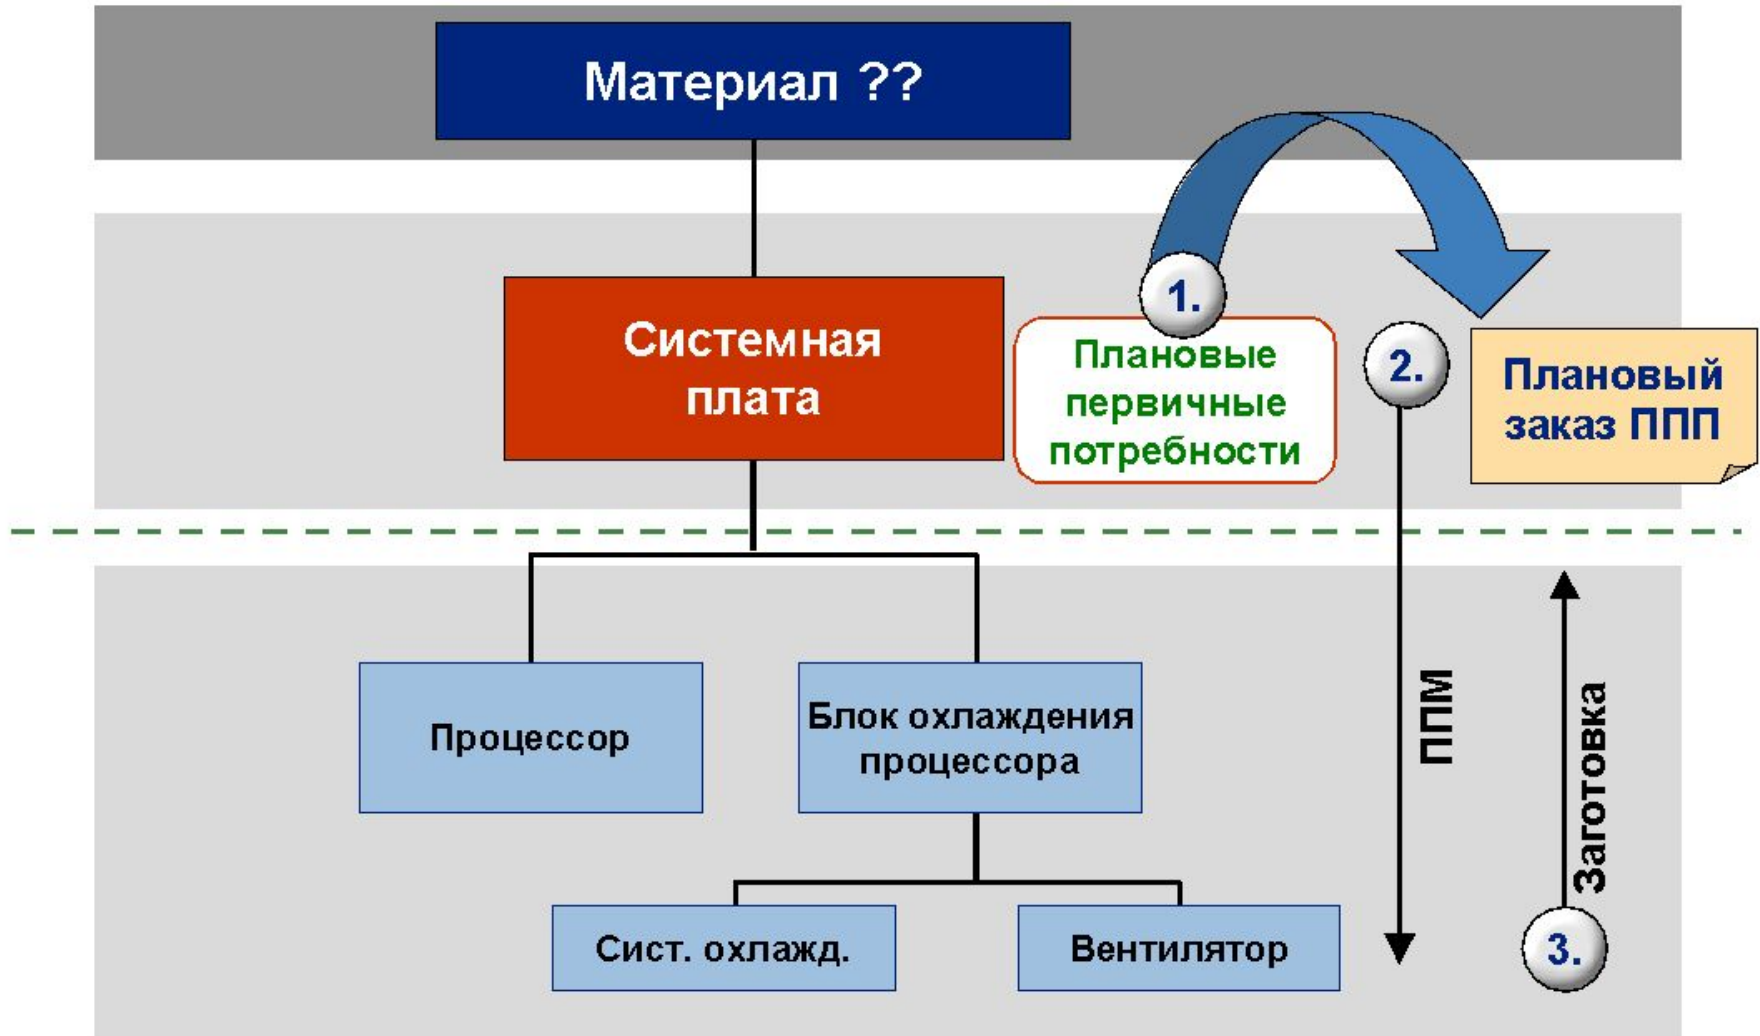 Материал ??
1.
Системная
плата
Плановые
первичные
потребности
2.
Плановый
заказ ППП
Процессор
Блок охлаждения
процессора
ППМ
Заготовка
Сист. охлажд.
Вентилятор
3.